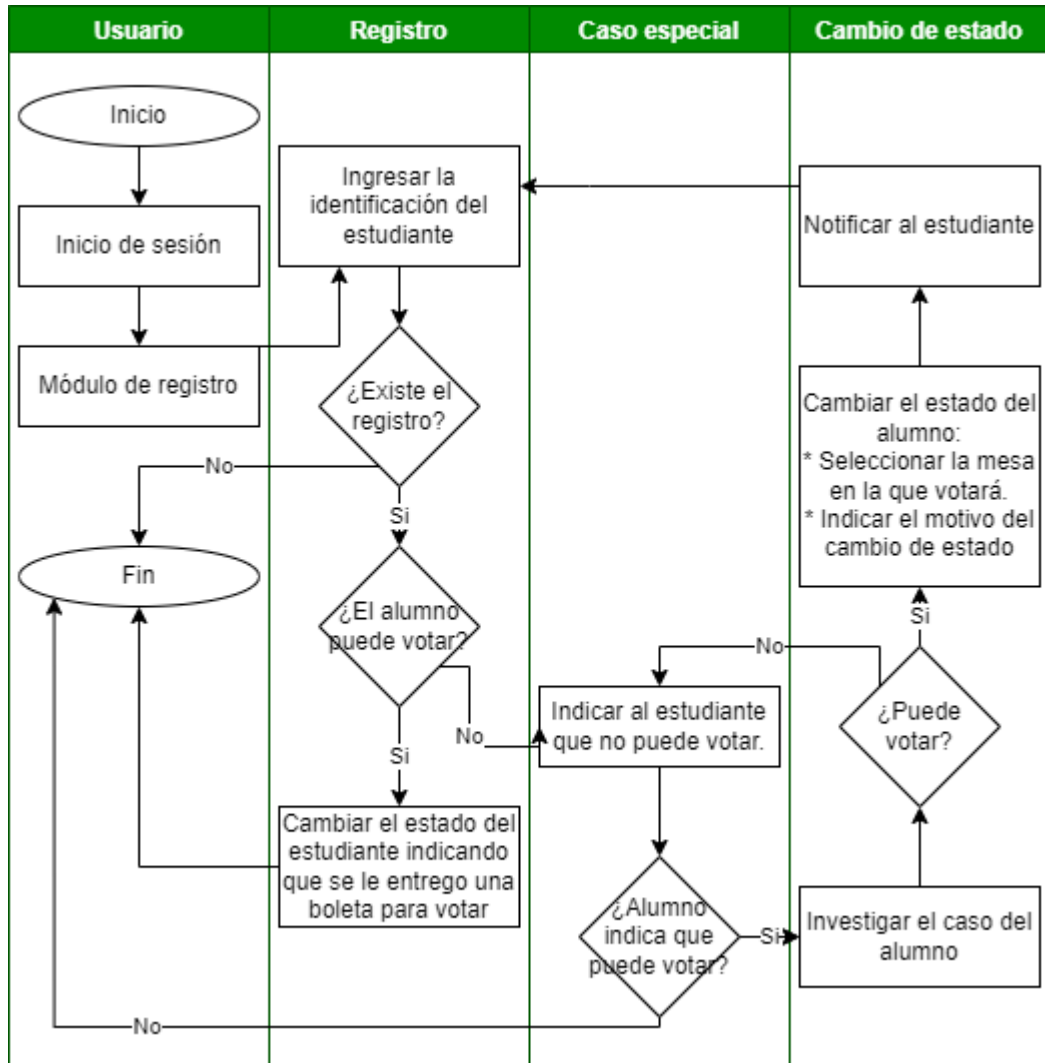 Usuario
Registro
Caso especial
Cambio de estado
Inicio
Inicio de sesión
Módulo de registro
Ingresar la
identificación del
estudiante
¿Existe el
registro?
No
Si
Fin
¿El alumno
puede votar?
No
Si
Cambiar el estado del
estudiante indicando
que se le entrego una
boleta para votar
Indicar al estudiante
que no puede votar.
¿Alumno
indica que
puede votar?
No
Si
Investigar el caso del
alumno
¿Puede
votar?
No
Si
Cambiar el estado del
alumno:
* Seleccionar la mesa
en la que votará.
* Indicar el motivo del
cambio de estado
Notificar al estudiante